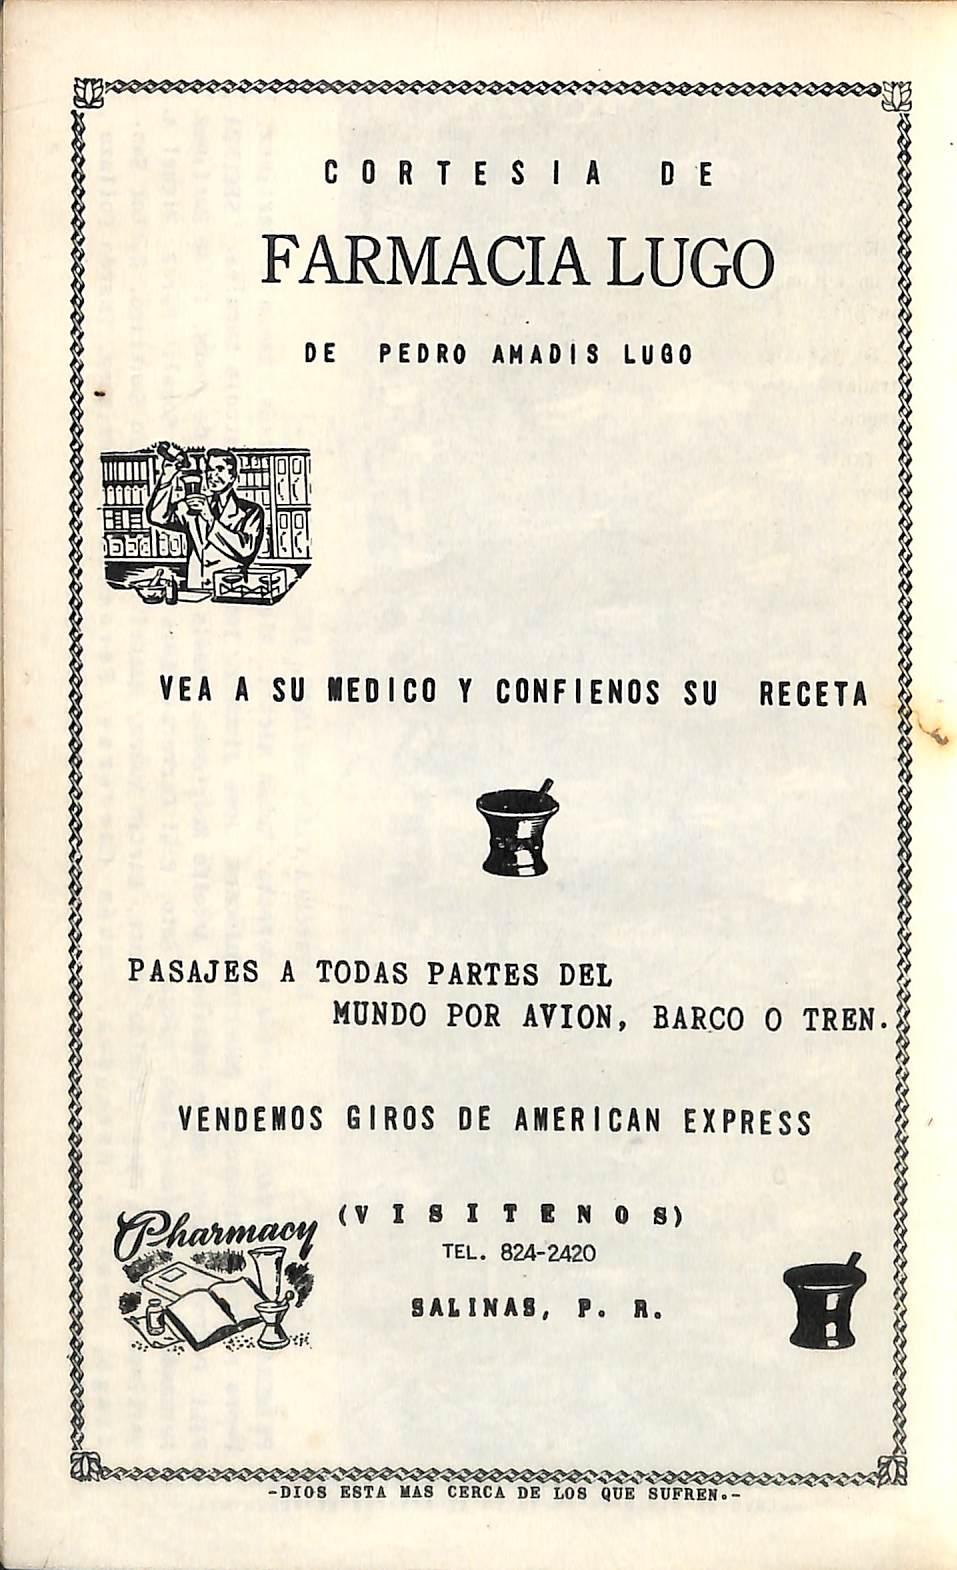 CORTESIA DE
FARMACIA LUGO
DE PEDRO AMADIS LUGO
VEA A SU MEDICO Y CONFIENOS SU RECETA
PASAJES A TODAS PARTES DEL
MUNDO POR AVION, BARCO O TREN.
VENDEMOS GIROS DE AMERICAN EXPRESS
(VISITENOS)
Pharmacy
TEL. 824-2420
SALINAS, P. R.
-DIOS ESTA MAS CERCA DE LOS QUE SUFREN.-